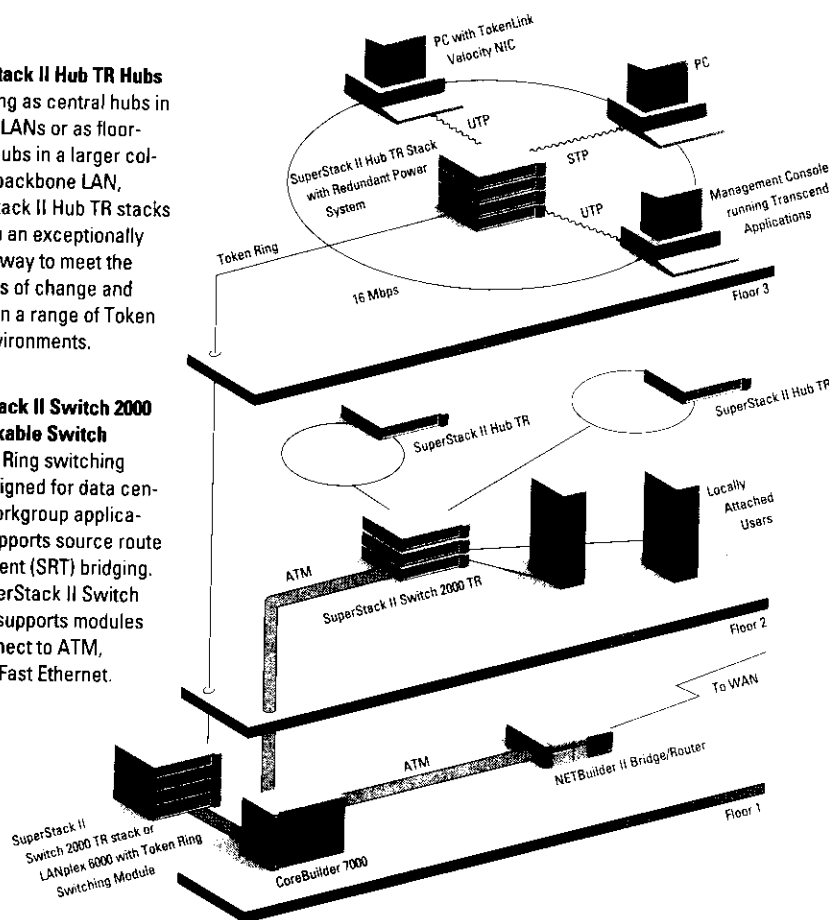 tack II Hub TR Hubs
ng as central hubs in
LANs or as floor-
ubs in a larger col-
backbone LAN,
tack II Hub TR stacks
an exceptionally
way to meet the
s of change and
n a range of Token
vironments.
tack II Switch 2000
kable Switch
Ring switching
igned for data cen-
orkgroup applica-
pports source route
ent (SRT) bridging.
erStack II Switch
supports modules
nect to ATM,
Fast Ethernet.
PC with TokenLink
Velocity NIC
PC
UTP
STP
SuperStack II Hub TR Stack
with Redundant Power
System
UTP
Management Console
running Transcend
Applications
Token Ring
16 Mbps
Floor 3
SuperStack II Hub TR
SuperStack II Hub TR
Locally
Attached
Users
ATM
SuperStack II Switch 2000 TR
Floor 2
To WAN
ATM
NETBuilder II Bridge/Router
SuperStack II
Switch 2000 TR stack or
LANplex 6000 with Token Ring
Switching Module
CoreBuilder 7000
Floor 1